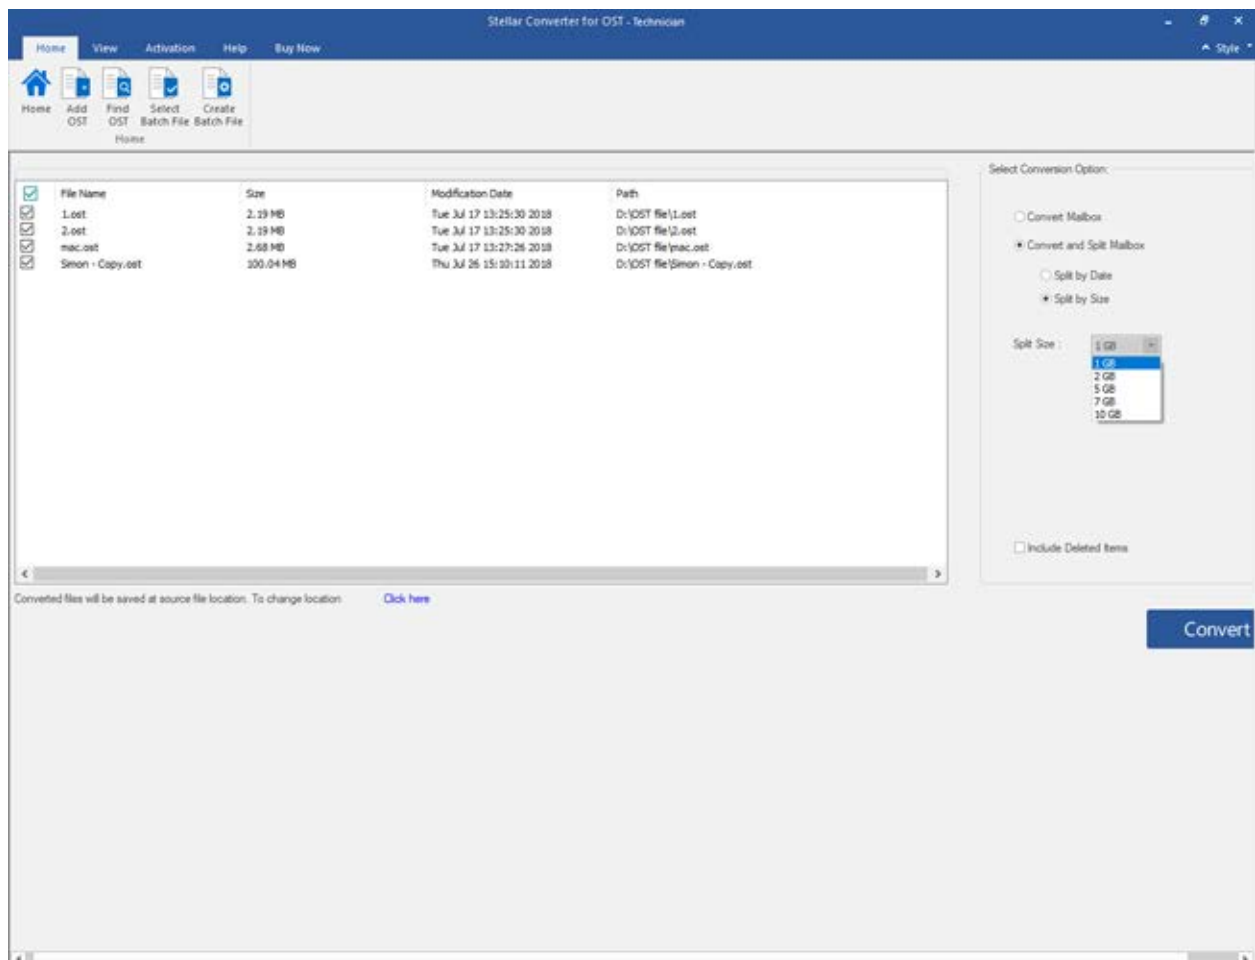 Stellar Converter for OST - Technician
Home View Activation Help Buy Now Style
Home Add OST Find OST Select Batch File Create Batch File
Home
Select Conversion Option:
File Name Size Modification Date Path
1.ost 2.19 MB Tue Jul 17 13:25:30 2018 D:\OST file\1.ost
2.ost 2.19 MB Tue Jul 17 13:25:30 2018 D:\OST file\2.ost
mac.ost 2.68 MB Tue Jul 17 13:27:26 2018 D:\OST file\mac.ost
Simon - Copy.ost 100.04 MB Thu Jul 26 15:10:11 2018 D:\OST file\Simon - Copy.ost
Convert Mailbox
Convert and Split Mailbox
Split by Date
Split by Size
Split Size : 1 GB
1 GB
2 GB
5 GB
7 GB
10 GB
Include Deleted Items
Converted files will be saved at source file location. To change location Click here
Convert